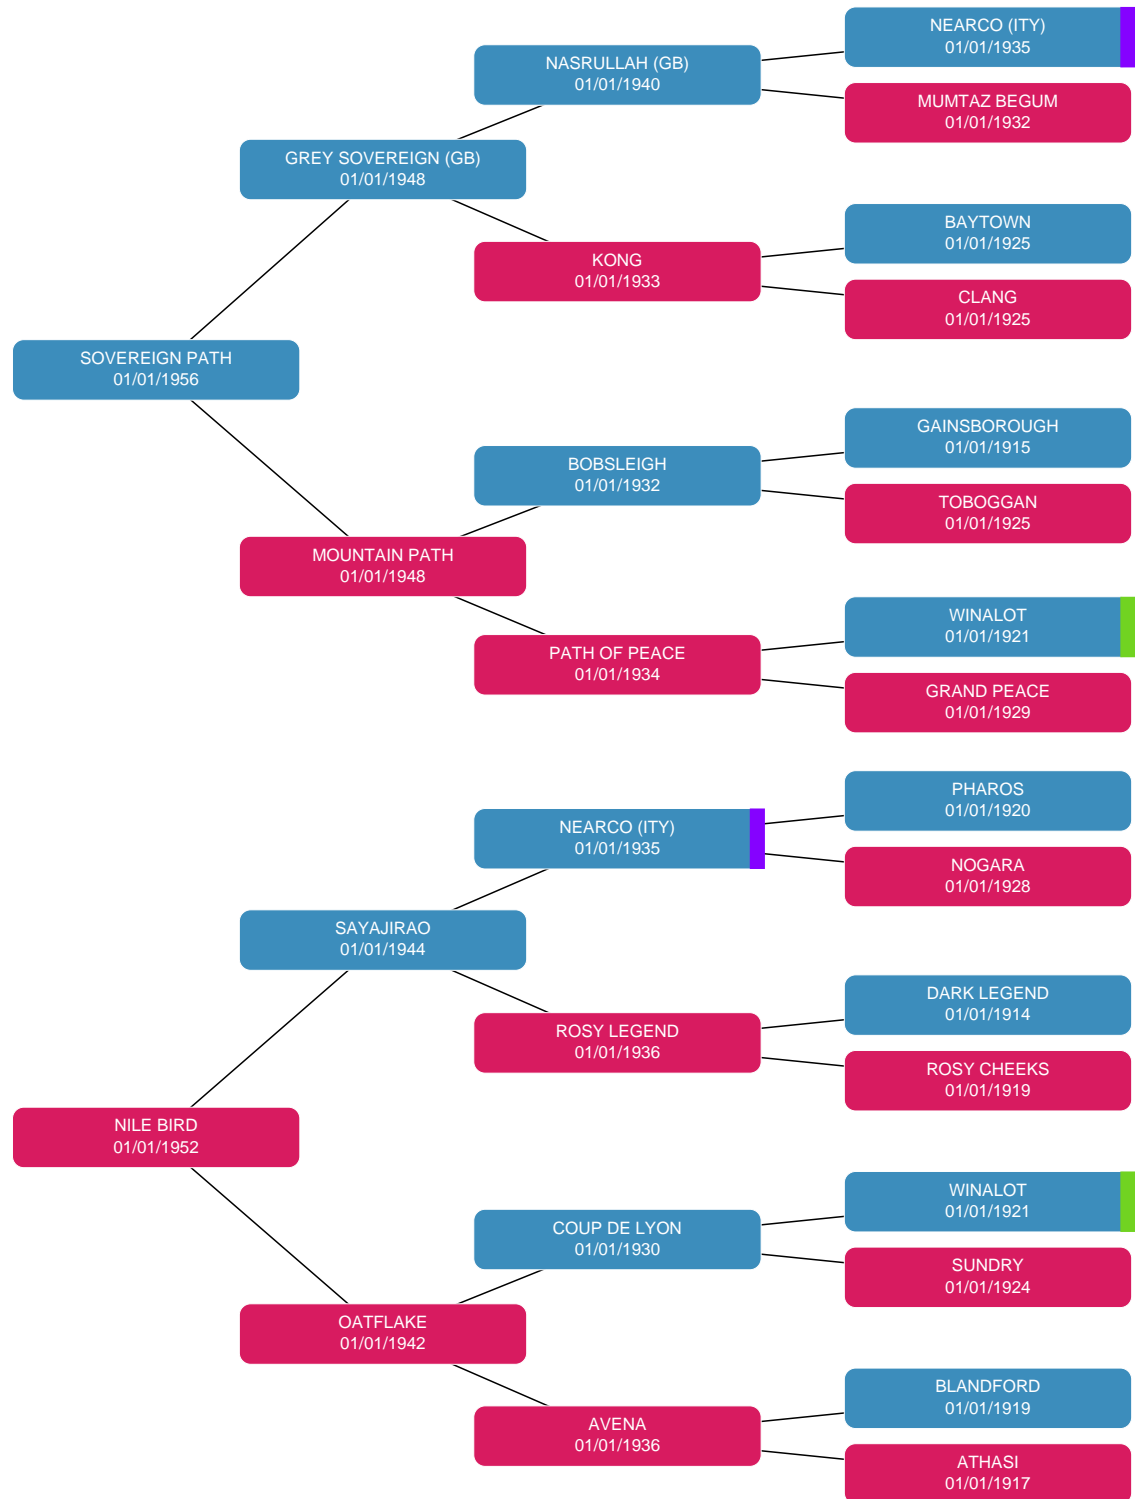 NEARCO (ITY)
01/01/1935
NASRULLAH (GB)
01/01/1940
MUMTAZ BEGUM
01/01/1932
GREY SOVEREIGN (GB)
01/01/1948
BAYTOWN
01/01/1925
KONG
01/01/1933
CLANG
01/01/1925
SOVEREIGN PATH
01/01/1956
GAINSBOROUGH
01/01/1915
BOBSLEIGH
01/01/1932
TOBOGGAN
01/01/1925
MOUNTAIN PATH
01/01/1948
WINALOT
01/01/1921
PATH OF PEACE
01/01/1934
GRAND PEACE
01/01/1929
PHAROS
01/01/1920
NEARCO (ITY)
01/01/1935
NOGARA
01/01/1928
SAYAJIRAO
01/01/1944
DARK LEGEND
01/01/1914
ROSY LEGEND
01/01/1936
ROSY CHEEKS
01/01/1919
NILE BIRD
01/01/1952
WINALOT
01/01/1921
COUP DE LYON
01/01/1930
SUNDRY
01/01/1924
OATFLAKE
01/01/1942
BLANDFORD
01/01/1919
AVENA
01/01/1936
ATHASI
01/01/1917